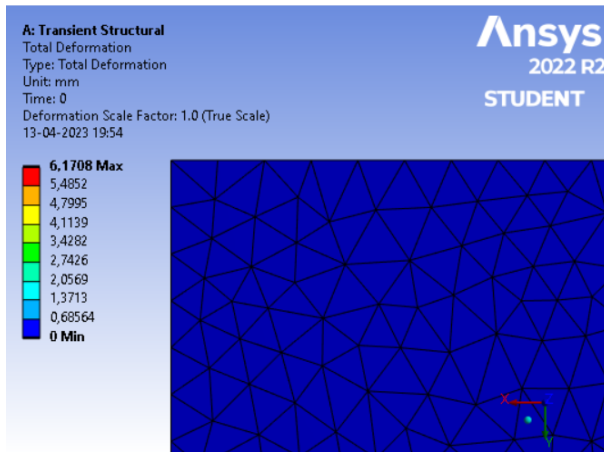 A: Transient Structural
Total Deformation
Type: Total Deformation
Unit: mm
Time: 0
Deformation Scale Factor: 1.0 (True Scale)
13-04-2023 19:54
Ansys
2022 R2
STUDENT
6,1708 Max
5,4852
4,7995
4,1139
3,4282
2,7426
2,0569
1,3713
0,68564
0 Min
X
Y